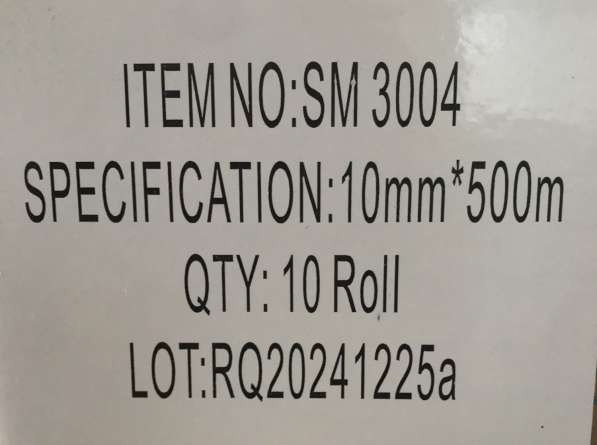 ITEM NO:SM 3004
SPECIFICATION:10mm*500m
QTY: 10 Roll
LOT:RQ20241225a